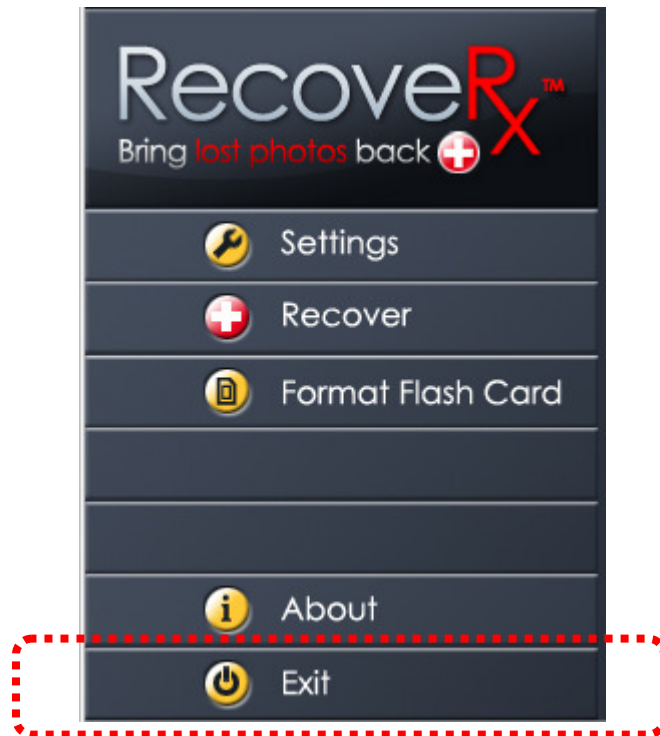 RecoveRx™
Bring lost photos back
Settings
Recover
Format Flash Card
About
Exit